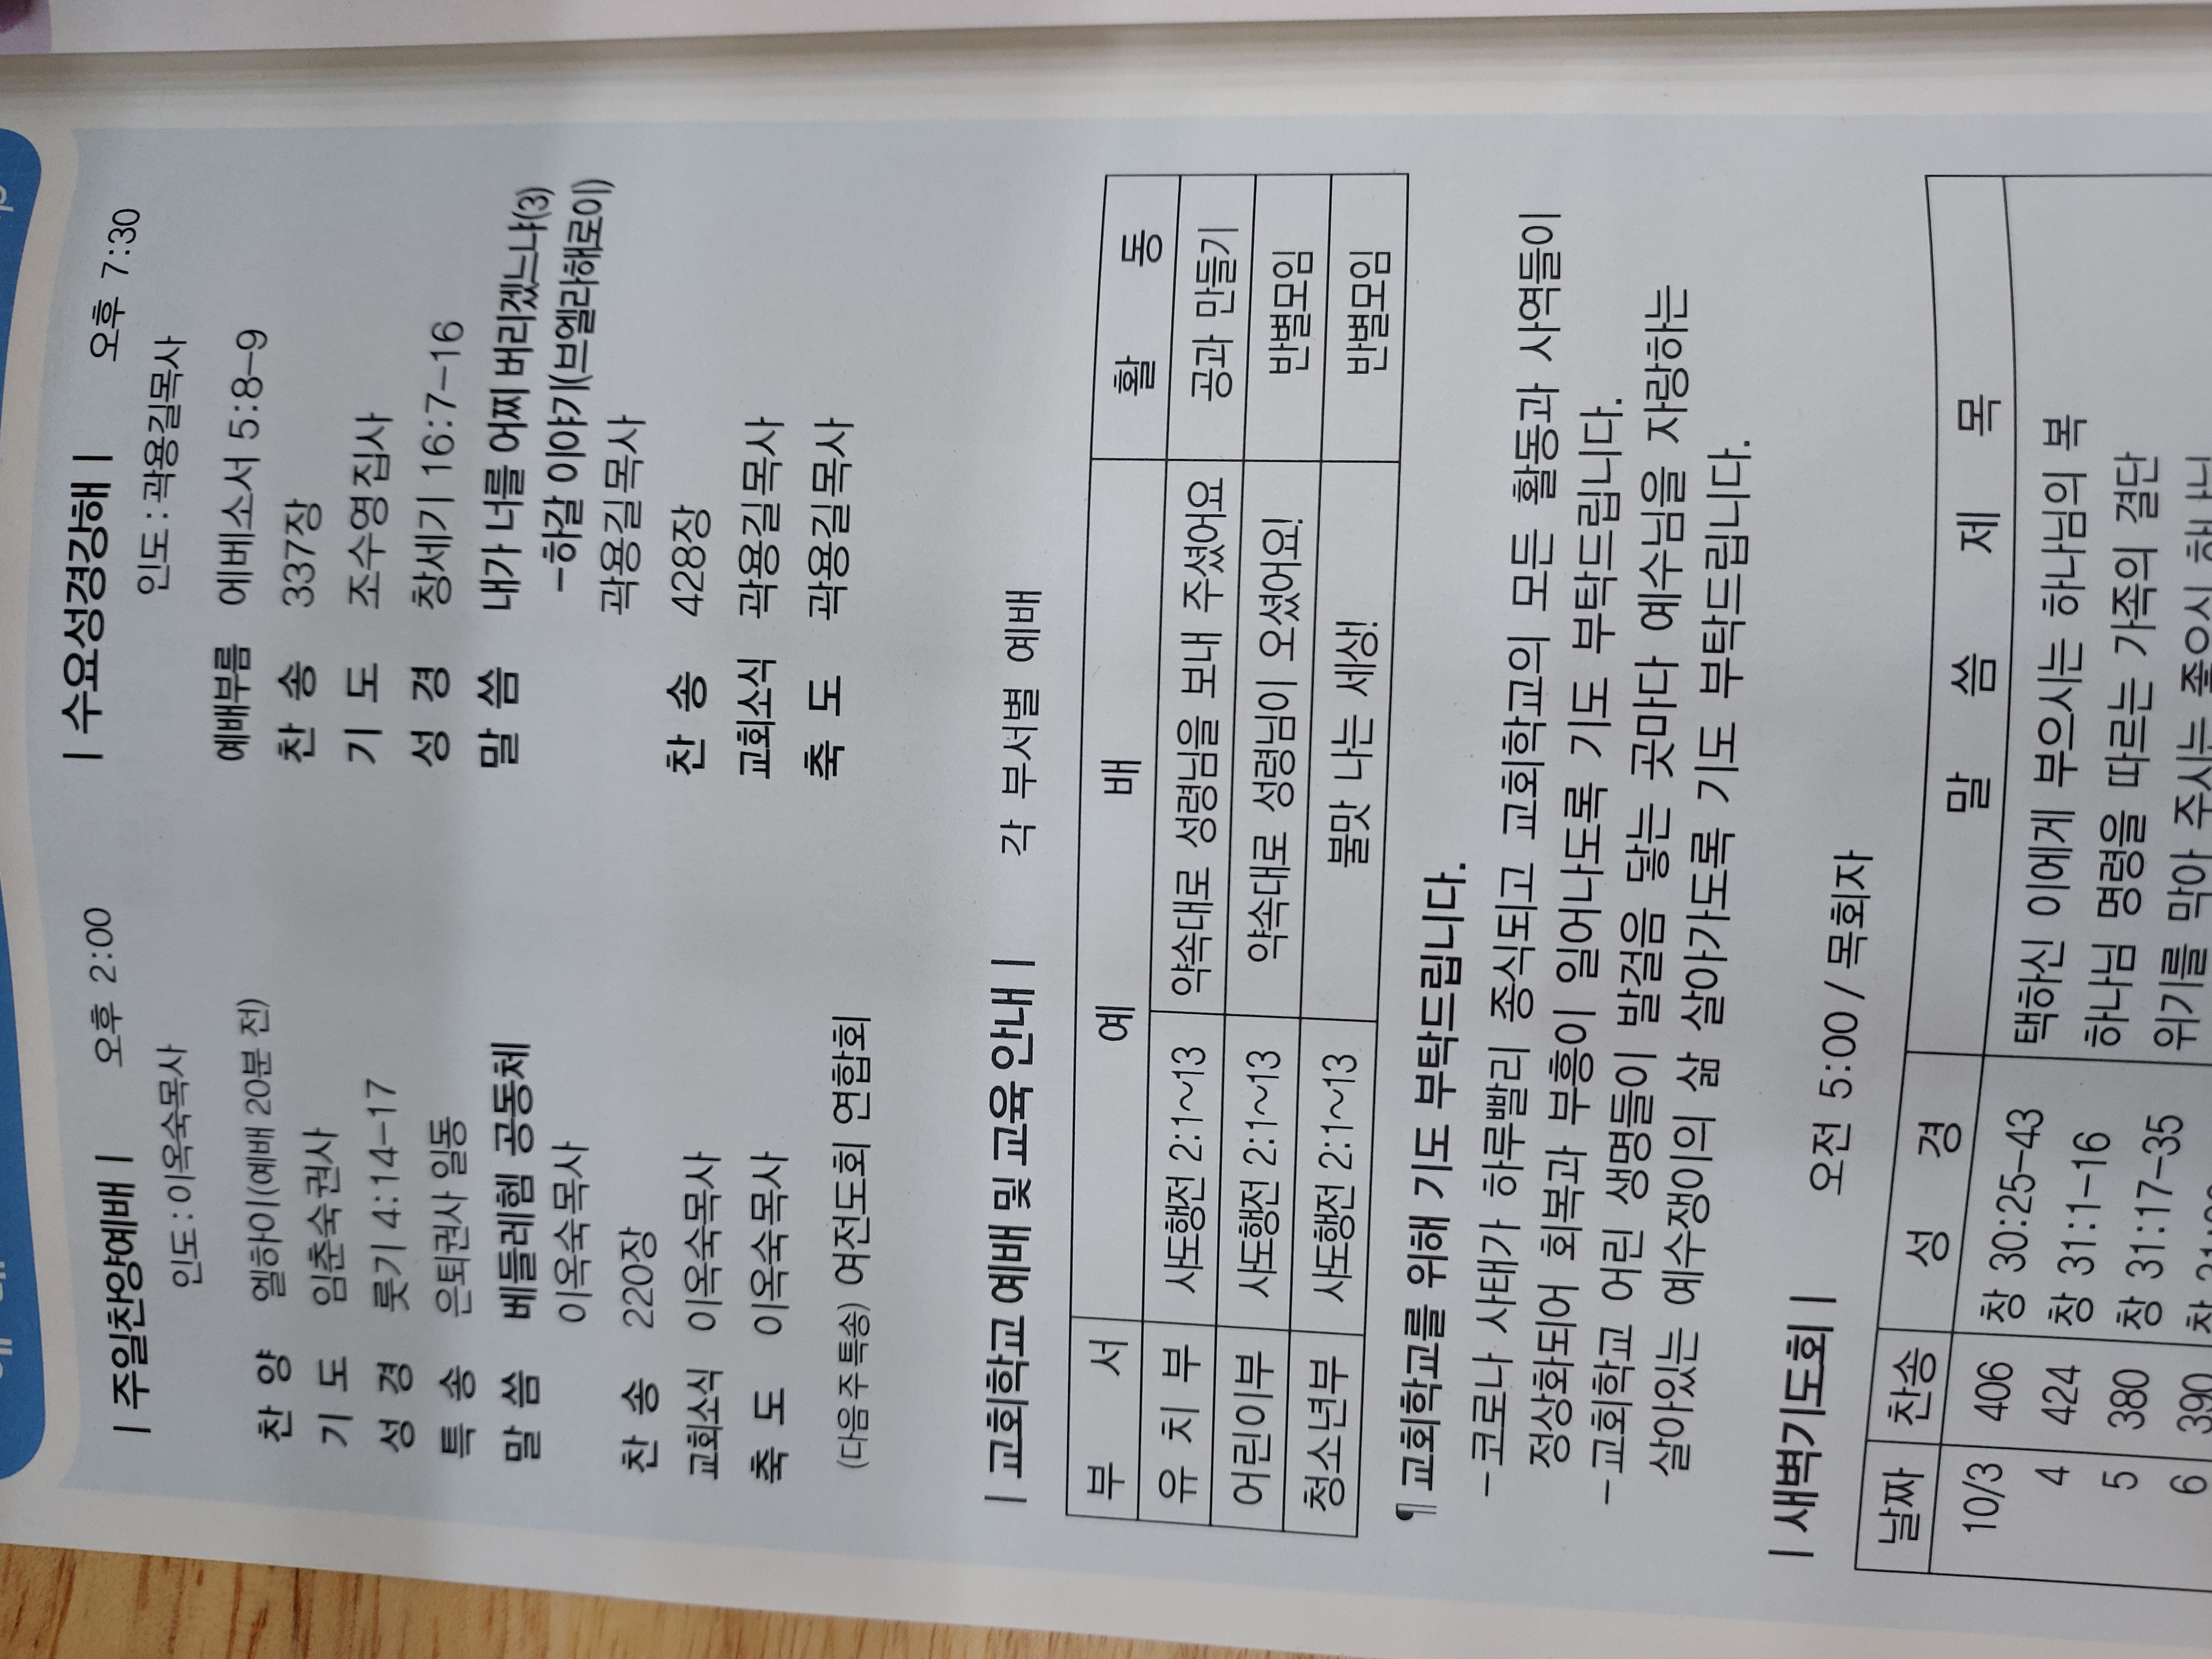 | 주일찬양예배 | 오후 2:00
인도:이옥숙목사
찬 양 엘하이(예배 20분 전)
기 도 임춘숙권사
성 경 룻기 4:14-17
특 송 은퇴권사 일동
말 씀 베들레헴 공동체
이옥숙목사
찬 송 220장
교회소식 이옥숙목사
축 도 이옥숙목사
(다음주 특송) 여전도회 연합회
| 수요성경강해 | 오후 7:30
인도:곽용길목사
예배부름 에베소서 5:8-9
찬 송 337장
기 도 조수영집사
성 경 창세기 16:7-16
말 씀 내가 너를 어찌 버리겠느냐(3)
-하갈 이야기(브엘라해로이)
곽용길목사
찬 송 428장
교회소식 곽용길목사
축 도 곽용길목사
| 교회학교 예배 및 교육 안내 | 각 부서별 예배
부 서 예 배 활 동
유 치 부 사도행전 2:1~13 약속대로 성령님을 보내 주셨어요 공과 만들기
어린이부 사도행전 2:1~13 약속대로 성령님이 오셨어요! 반별모임
청소년부 사도행전 2:1~13 불맛 나는 세상! 반별모임
¶ 교회학교를 위해 기도 부탁드립니다.
- 코로나 사태가 하루빨리 종식되고 교회학교의 모든 활동과 사역들이
정상화되어 회복과 부흥이 일어나도록 기도 부탁드립니다.
- 교회학교 어린 생명들이 발걸음 닿는 곳마다 예수님을 자랑하는
살아있는 예수쟁이의 삶 살아가도록 기도 부탁드립니다.
| 새벽기도회 | 오전 5:00 / 목회자
날짜 찬송 성 경 말 씀 제 목
10/3 406 창 30:25-43 택하신 이에게 부으시는 하나님의 복
4 424 창 31:1-16 하나님 명령을 따르는 가족의 결단
5 380 창 31:17-35 위기를 막아 주시는 좋으신 하나님
6 390